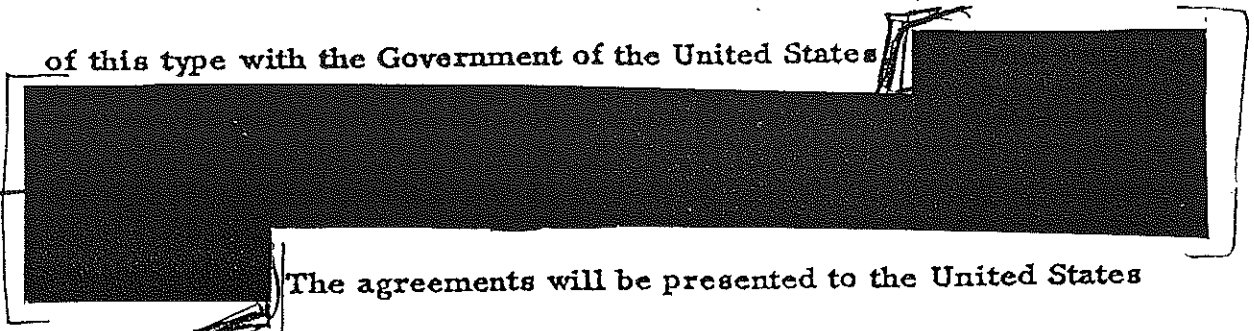 of this type with the Government of the United States
The agreements will be presented to the United States